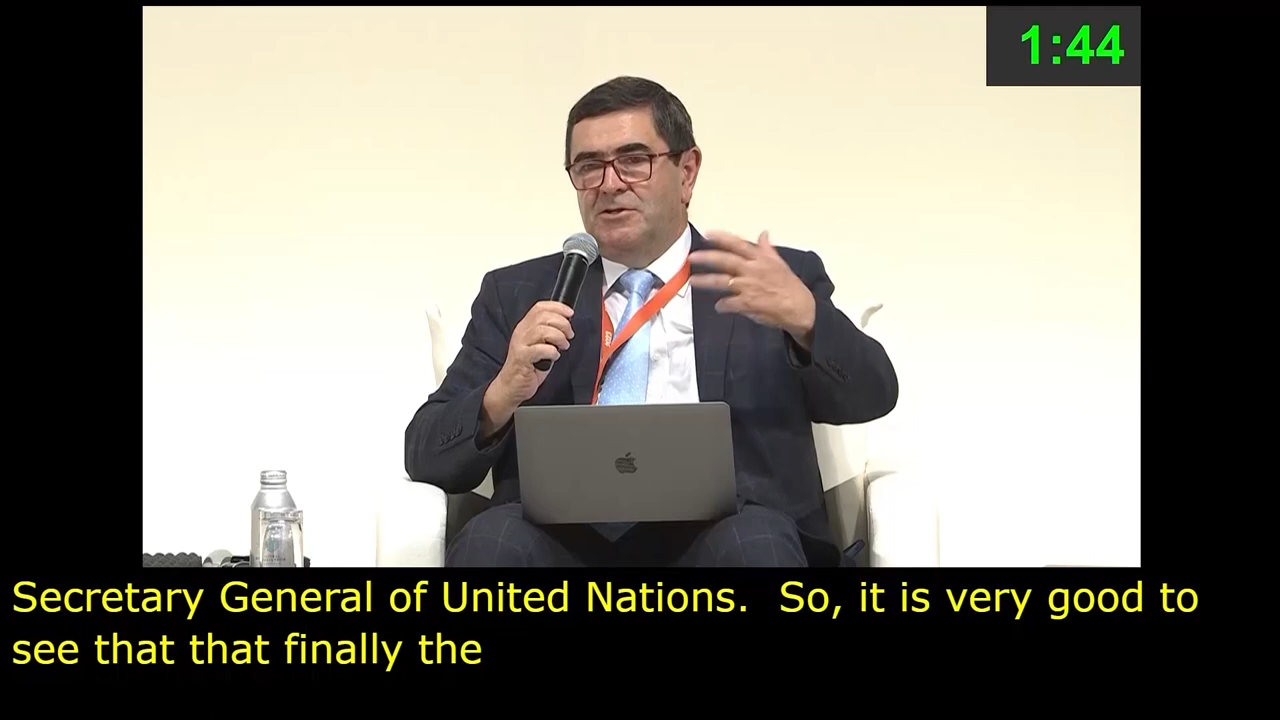 1:44
Secretary General of United Nations.  So, it is very good to
see that that finally the